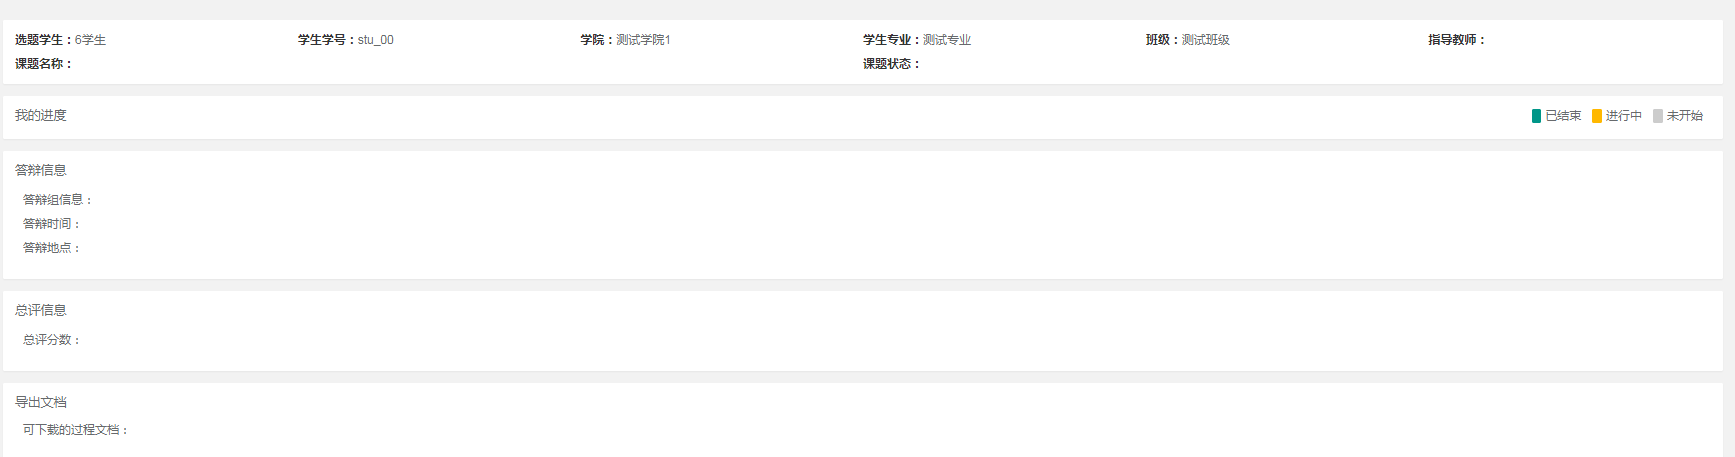 选题学生：6学生 学生学号：stu_00 学院：测试学院1 学生专业：测试专业 班级：测试班级 指导教师：
课题名称： 课题状态：
我的进度 已结束 进行中 未开始
答辩信息
答辩组信息：
答辩时间：
答辩地点：
总评信息
总评分数：
导出文档
可下载的过程文档：